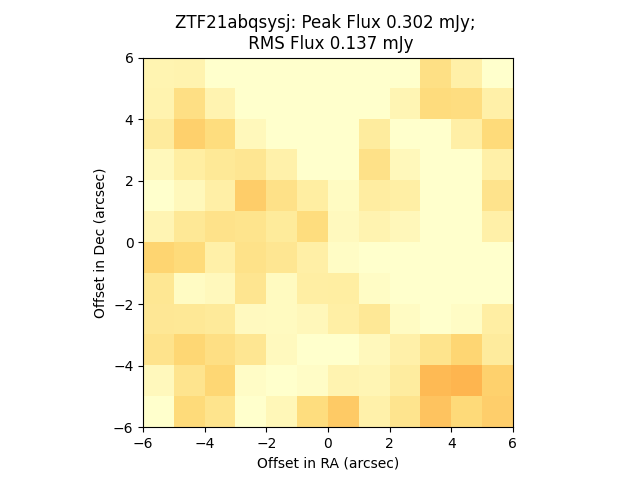 ZTF21abqsysj: Peak Flux 0.302 mJy;
RMS Flux 0.137 mJy
6
4
2
0
−2
−4
−6
Offset in Dec (arcsec)
−6 −4 −2 0 2 4 6
Offset in RA (arcsec)